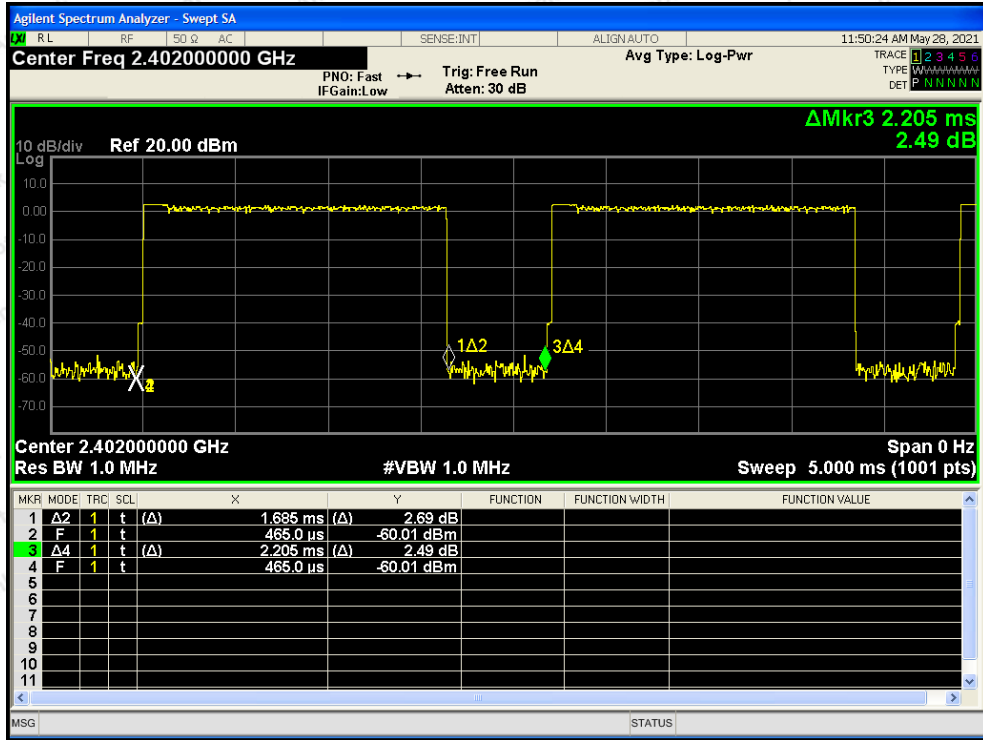 Agilent Spectrum Analyzer - Swept SA
LXI RL RF 50 Ω AC SENSE:INT ALIGN AUTO 11:50:24 AM May 28, 2021
Center Freq 2.402000000 GHz
PNO: Fast
IFGain:Low
Trig: Free Run
Atten: 30 dB
Avg Type: Log-Pwr
TRACE 1 2 3 4 5 6
TYPE WWWWWW
DET P N N N N N
ΔMkr3 2.205 ms
2.49 dB
10 dB/div Ref 20.00 dBm
Log
10.0
0.00
-10.0
-20.0
-30.0
-40.0
-50.0
-60.0
-70.0
1Δ2
3Δ4
Center 2.402000000 GHz Span 0 Hz
Res BW 1.0 MHz #VBW 1.0 MHz Sweep 5.000 ms (1001 pts)
MKR MODE TRC SCL X Y FUNCTION FUNCTION WIDTH FUNCTION VALUE
1 Δ2 1 t (Δ) 1.685 ms (Δ) 2.69 dB
2 F 1 t 465.0 µs -60.01 dBm
3 Δ4 1 t (Δ) 2.205 ms (Δ) 2.49 dB
4 F 1 t 465.0 µs -60.01 dBm
5
6
7
8
9
10
11
MSG STATUS